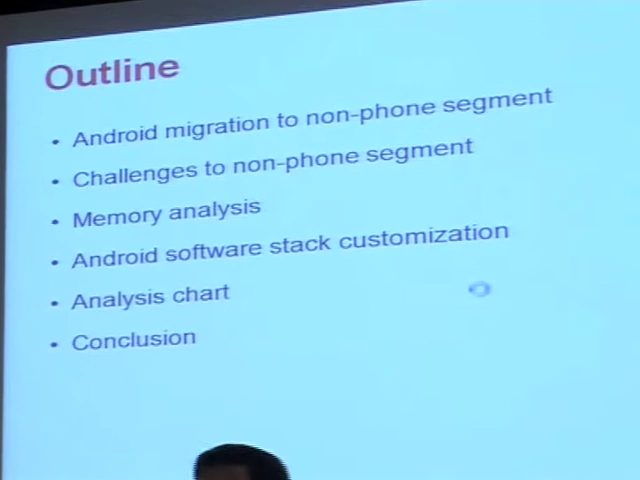 Outline
• Android migration to non-phone segment
• Challenges to non-phone segment
• Memory analysis
• Android software stack customization
• Analysis chart
• Conclusion